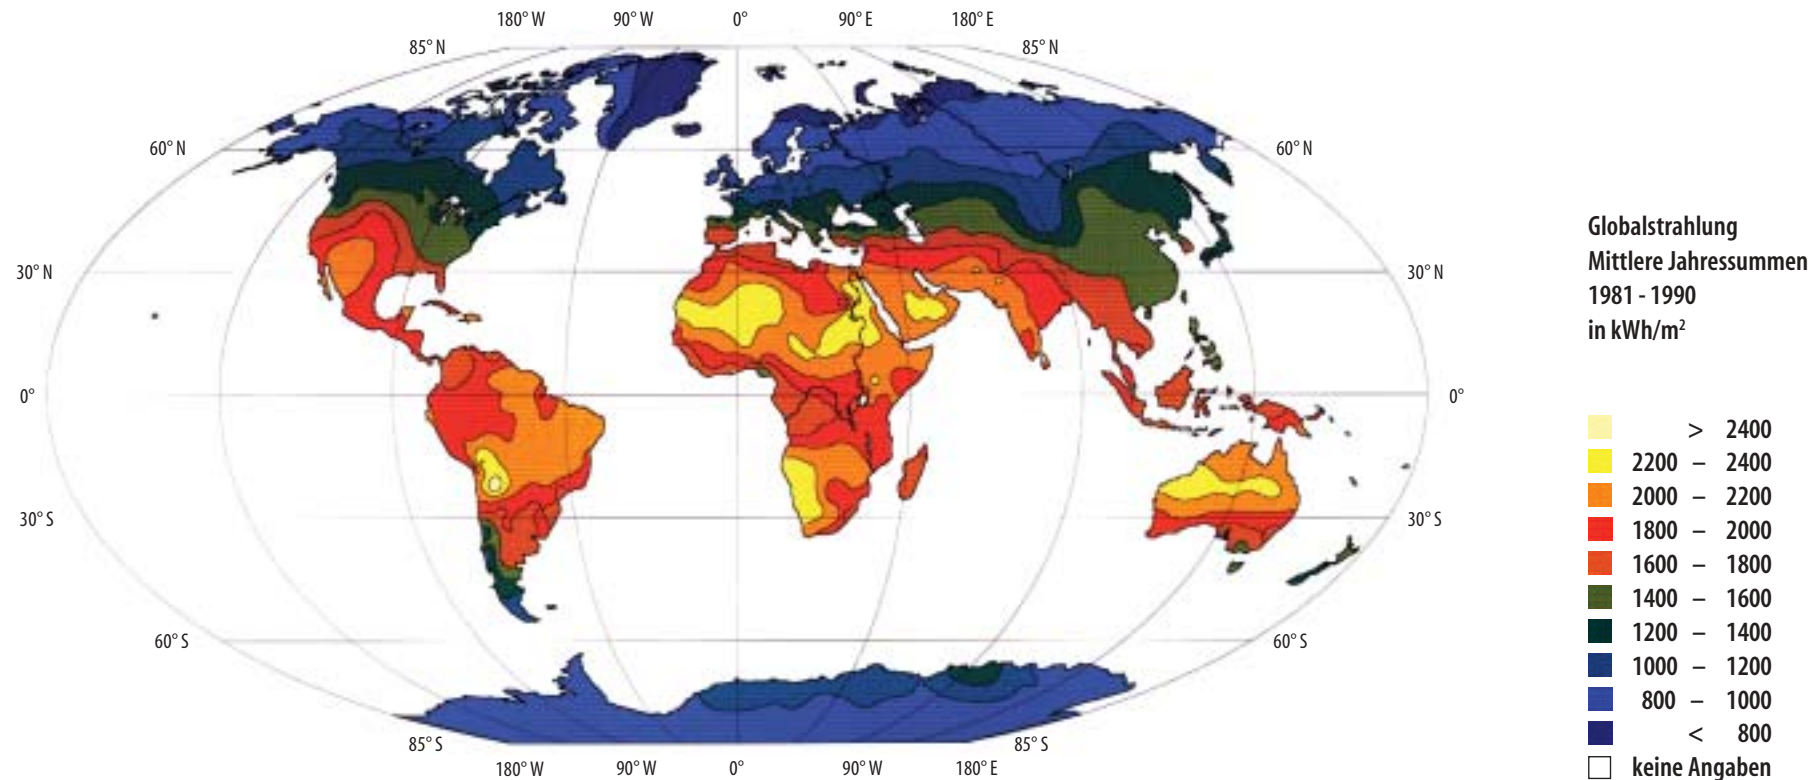 180° W 90° W 0° 90° E 180° E
85° N 85° N
60° N 60° N
30° N 30° N
0° 0°
30° S 30° S
60° S 60° S
85° S 85° S
180° W 90° W 0° 90° W 180° E
Globalstrahlung
Mittlere Jahressummen
1981 - 1990
in kWh/m²
> 2400
2200 – 2400
2000 – 2200
1800 – 2000
1600 – 1800
1400 – 1600
1200 – 1400
1000 – 1200
800 – 1000
< 800
keine Angaben